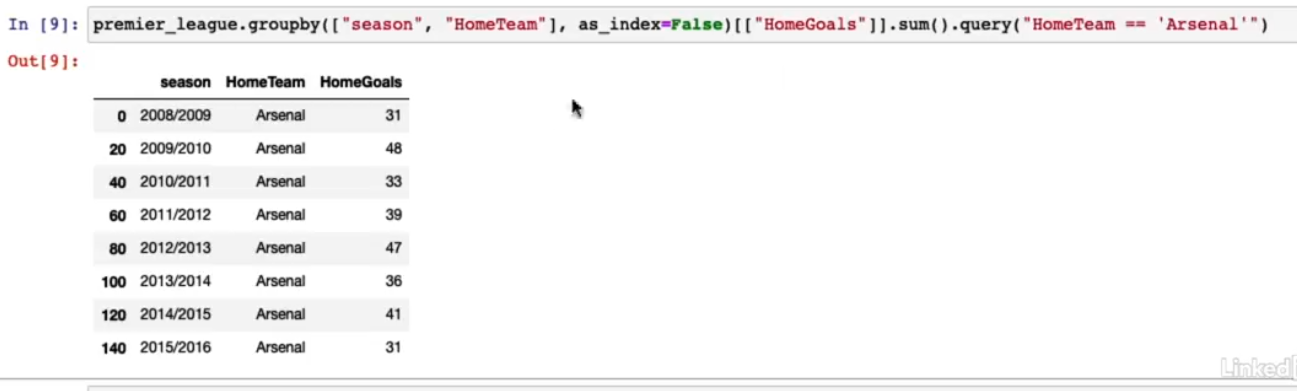 In [9]: premier_league.groupby(["season", "HomeTeam"], as_index=False)[["HomeGoals"]].sum().query("HomeTeam == 'Arsenal'")
Out[9]:
season HomeTeam HomeGoals
0 2008/2009 Arsenal 31
20 2009/2010 Arsenal 48
40 2010/2011 Arsenal 33
60 2011/2012 Arsenal 39
80 2012/2013 Arsenal 47
100 2013/2014 Arsenal 36
120 2014/2015 Arsenal 41
140 2015/2016 Arsenal 31
Linked